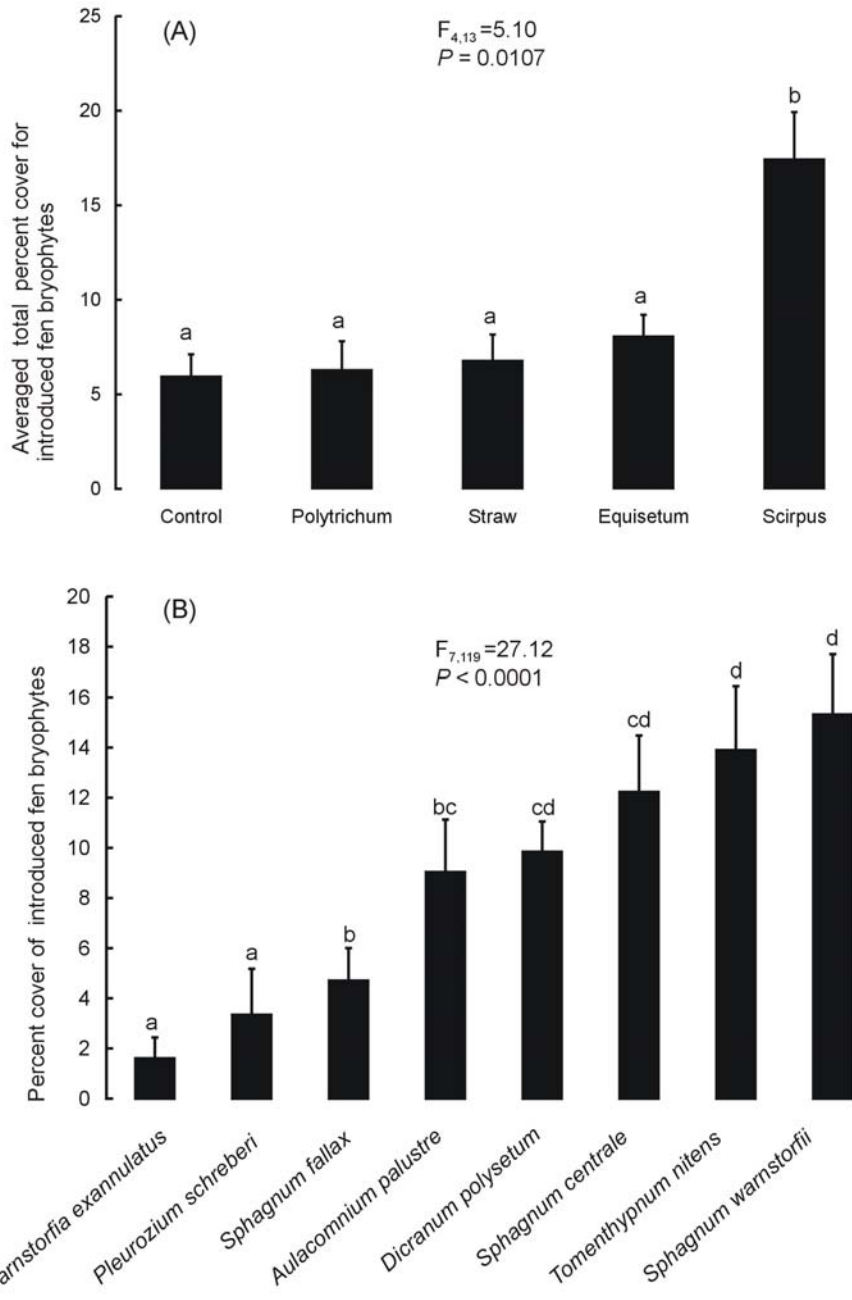 (A)
F4,13=5.10
P = 0.0107
25
20
15
10
5
0
Averaged total percent cover for
introduced fen bryophytes
a
a
a
a
b
Control Polytrichum Straw Equisetum Scirpus
(B)
F7,119=27.12
P < 0.0001
20
18
16
14
12
10
8
6
4
2
0
Percent cover of introduced fen bryophytes
a
a
b
bc
cd
cd
d
d
arnstorfia exannulatus
Pleurozium schreberi
Sphagnum fallax
Aulacomnium palustre
Dicranum polysetum
Sphagnum centrale
Tomenthypnum nitens
Sphagnum warnstorfii